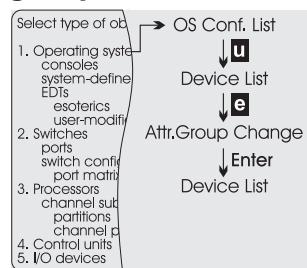 Select type of ob
1. Operating syste
consoles
system-define
EDTs
esoterics
user-modifi
2. Switches
ports
switch config
port matri
3. Processors
channel sub
partitions
channel p
4. Control units
5. I/O devices
OS Conf. List
u
Device List
e
Attr.Group Change
Enter
Device List